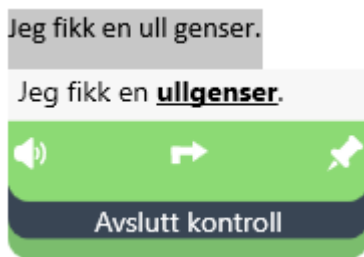 Jeg fikk en ull genser.
Jeg fikk en ullgenser.
Avslutt kontroll